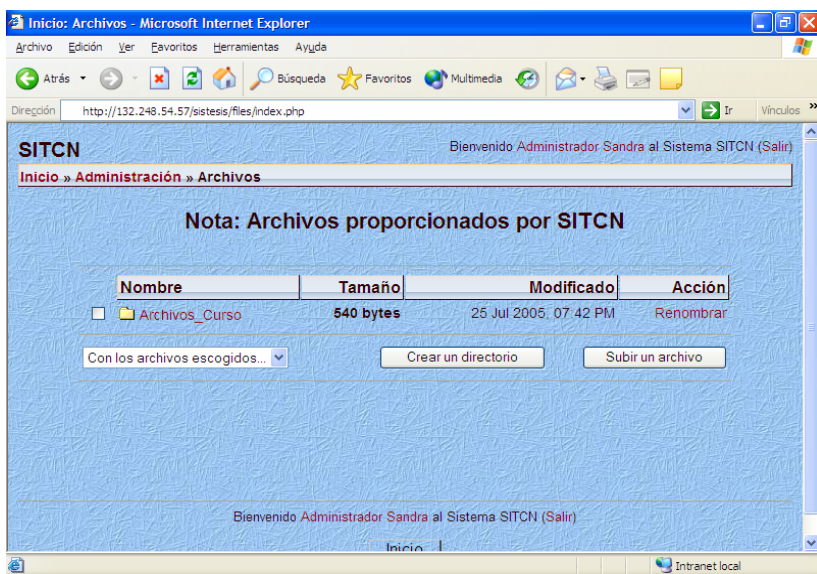 Inicio: Archivos - Microsoft Internet Explorer
Archivo Edición Ver Favoritos Herramientas Ayuda
Atrás Búsqueda Favoritos Multimedia
Dirección http://132.248.54.57/sistesis/files/index.php Ir Vínculos »
SITCN Bienvenido Administrador Sandra al Sistema SITCN (Salir)
Inicio » Administración » Archivos
Nota: Archivos proporcionados por SITCN
Nombre Tamaño Modificado Acción
Archivos_Curso 540 bytes 25 Jul 2005, 07:42 PM Renombrar
Con los archivos escogidos... Crear un directorio Subir un archivo
Bienvenido Administrador Sandra al Sistema SITCN (Salir)
Inicio |
Intranet local